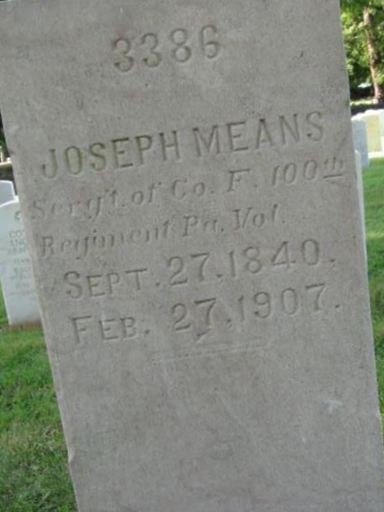 3386
JOSEPH MEANS
Serg't. of Co. F. 100th
Regiment Pa. Vol.
SEPT. 27. 1840.
FEB. 27. 1907.